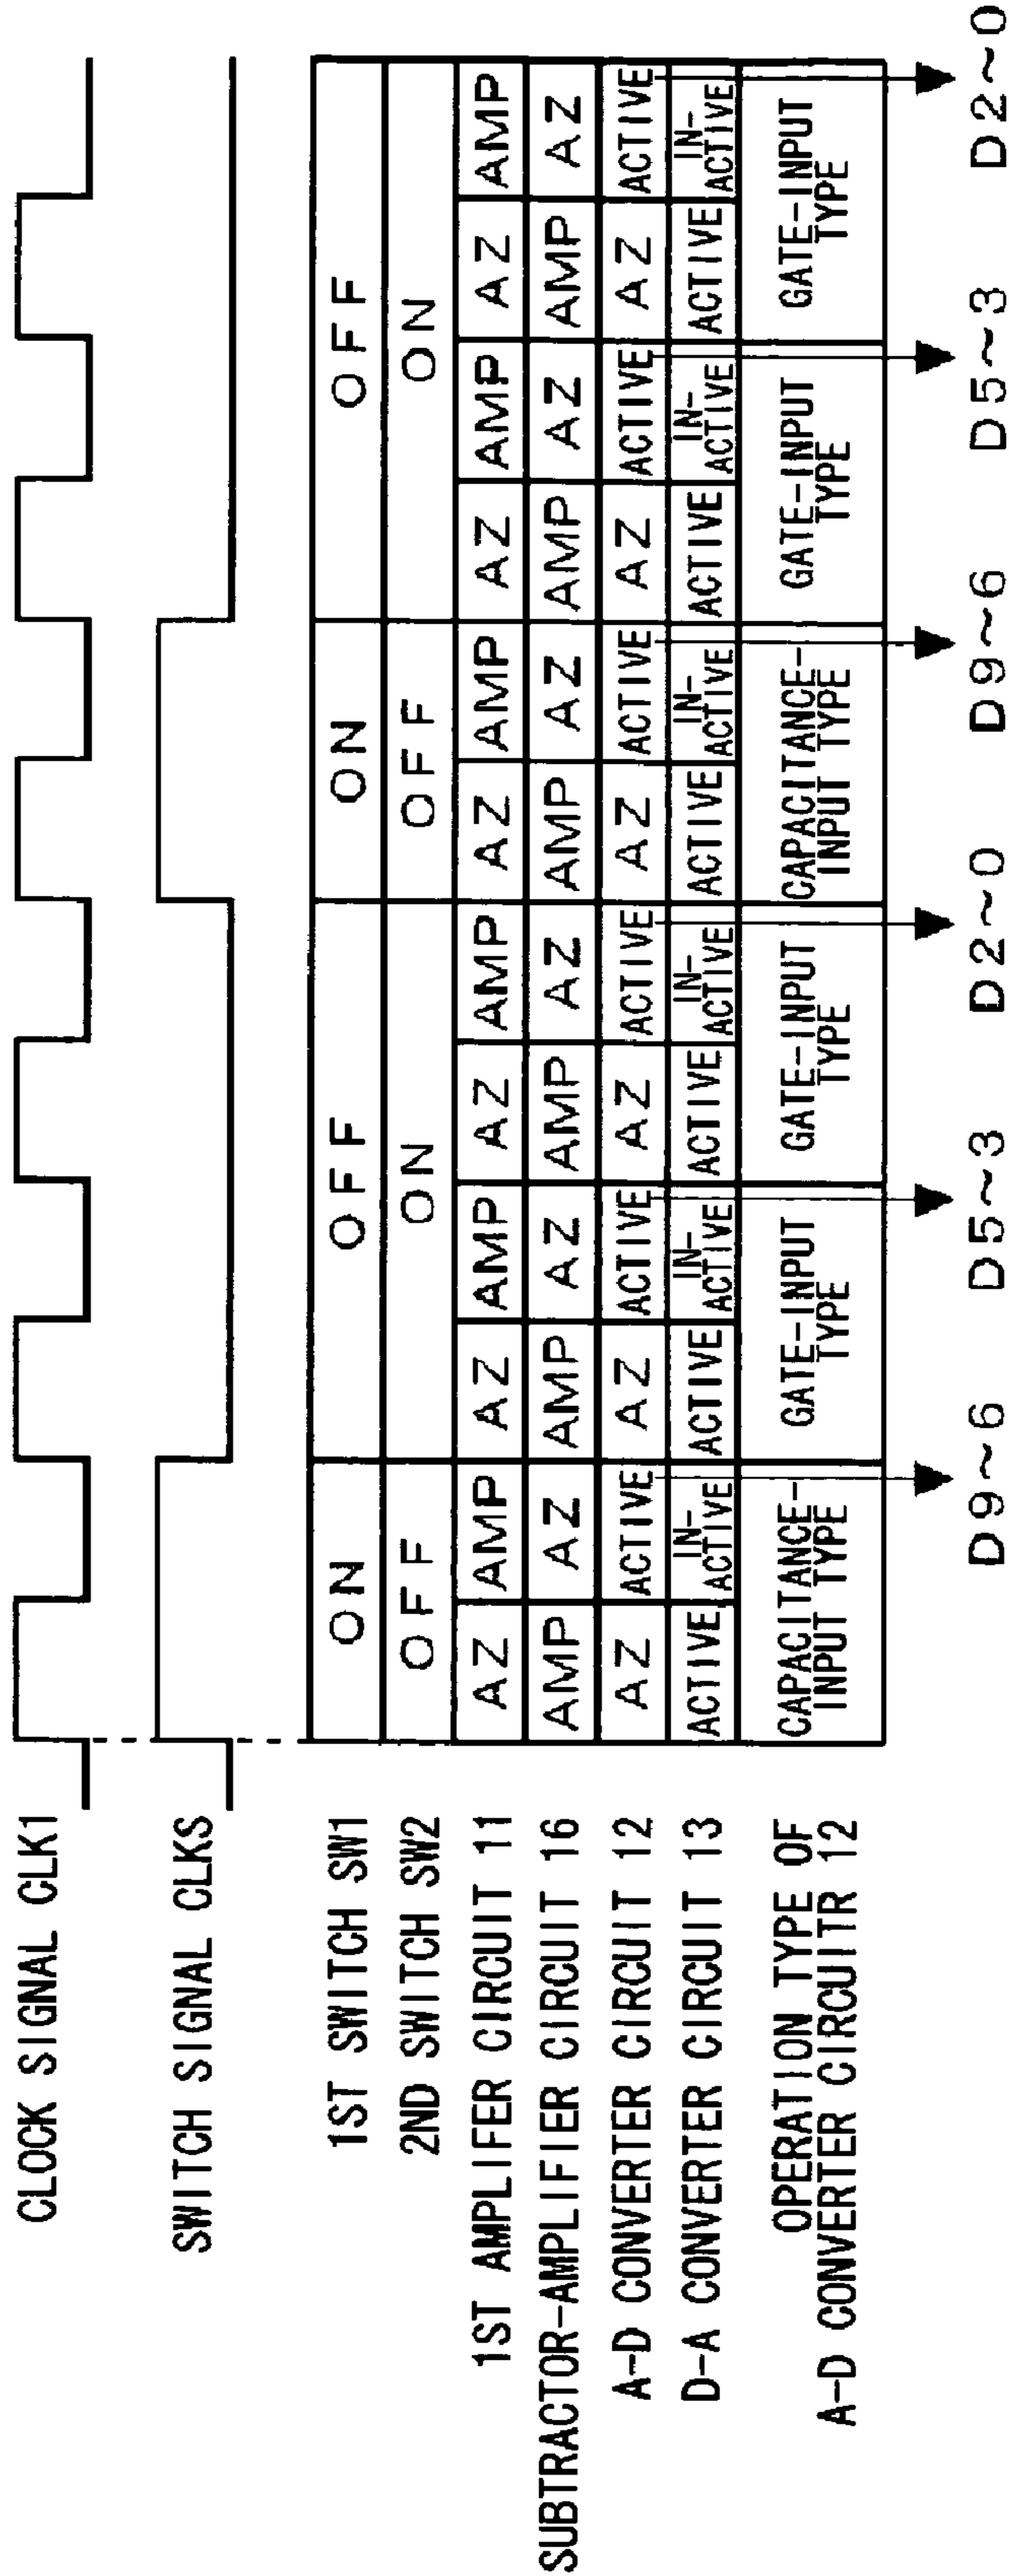 CLOCK SIGNAL CLK1
SWITCH SIGNAL CLKS
1ST SWITCH SW1 ON OFF ON OFF
2ND SWITCH SW2 OFF ON OFF ON
1ST AMPLIFER CIRCUIT 11 AZ AMP AZ AMP AZ AMP AZ AMP AZ AMP AZ AMP
SUBTRACTOR-AMPLIFIER CIRCUIT 16 AMP AZ AMP AZ AMP AZ AMP AZ AMP AZ AMP AZ
A-D CONVERTER CIRCUIT 12 AZ ACTIVE AZ ACTIVE AZ ACTIVE AZ ACTIVE AZ ACTIVE AZ ACTIVE
D-A CONVERTER CIRCUIT 13 ACTIVE IN-ACTIVE ACTIVE IN-ACTIVE ACTIVE IN-ACTIVE ACTIVE IN-ACTIVE ACTIVE IN-ACTIVE ACTIVE IN-ACTIVE
OPERATION TYPE OF CAPACITANCE- GATE-INPUT GATE-INPUT CAPACITANCE- GATE-INPUT GATE-INPUT
A-D CONVERTER CIRCUITR 12 INPUT TYPE TYPE TYPE INPUT TYPE TYPE TYPE
D9~6 D5~3 D2~0 D9~6 D5~3 D2~0